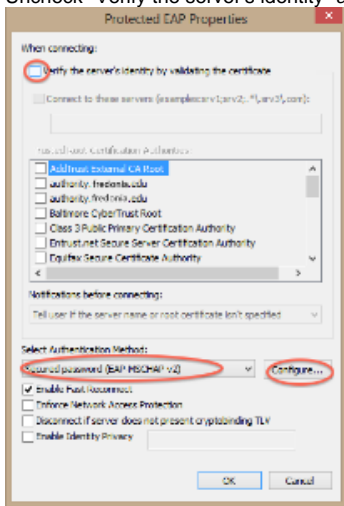 Uncheck "Verify the server's identity" a
Protected EAP Properties
When connecting:
Verify the server's identity by validating the certificate
Connect to these servers (examples:srv1;srv2;.*\.srv3\.com):
Trusted Root Certification Authorities:
AddTrust External CA Root
authority.fredonia.edu
authority.fredonia.edu
Baltimore CyberTrust Root
Class 3 Public Primary Certification Authority
Entrust.net Secure Server Certification Authority
Equifax Secure Certificate Authority
Notifications before connecting:
Tell user if the server name or root certificate isn't specified
Select Authentication Method:
Secured password (EAP-MSCHAP v2) Configure...
Enable Fast Reconnect
Enforce Network Access Protection
Disconnect if server does not present cryptobinding TLV
Enable Identity Privacy
OK Cancel